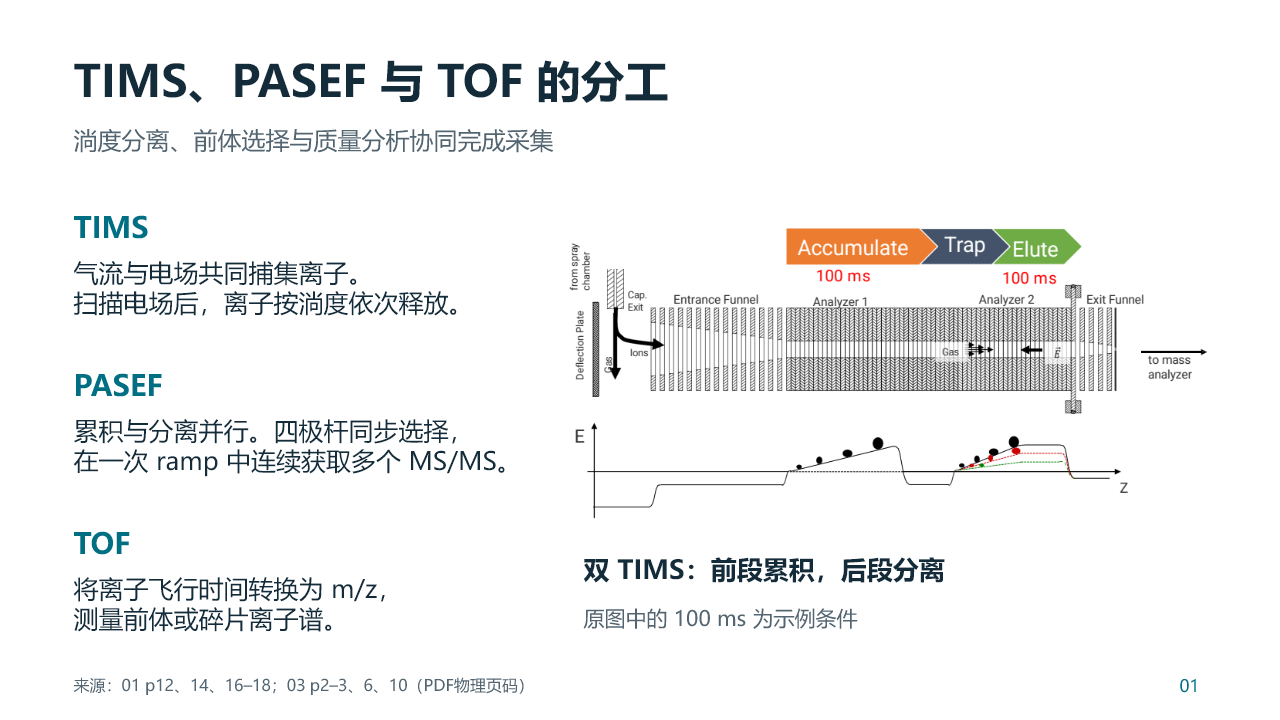 TIMS、PASEF 与 TOF 的分工
淌度分离、前体选择与质量分析协同完成采集
TIMS
气流与电场共同捕集离子。
扫描电场后，离子按淌度依次释放。
PASEF
累积与分离并行。四极杆同步选择，
在一次 ramp 中连续获取多个 MS/MS。
TOF
将离子飞行时间转换为 m/z，
测量前体或碎片离子谱。
Accumulate
Trap
Elute
100 ms
100 ms
from spray
chamber
Cap.
Exit
Entrance Funnel
Analyzer 1
Analyzer 2
Exit Funnel
Deflection Plate
Gas
Ions
Gas
E
to mass
analyzer
E
Z
双 TIMS：前段累积，后段分离
原图中的 100 ms 为示例条件
来源：01 p12、14、16–18；03 p2–3、6、10（PDF物理页码）
01